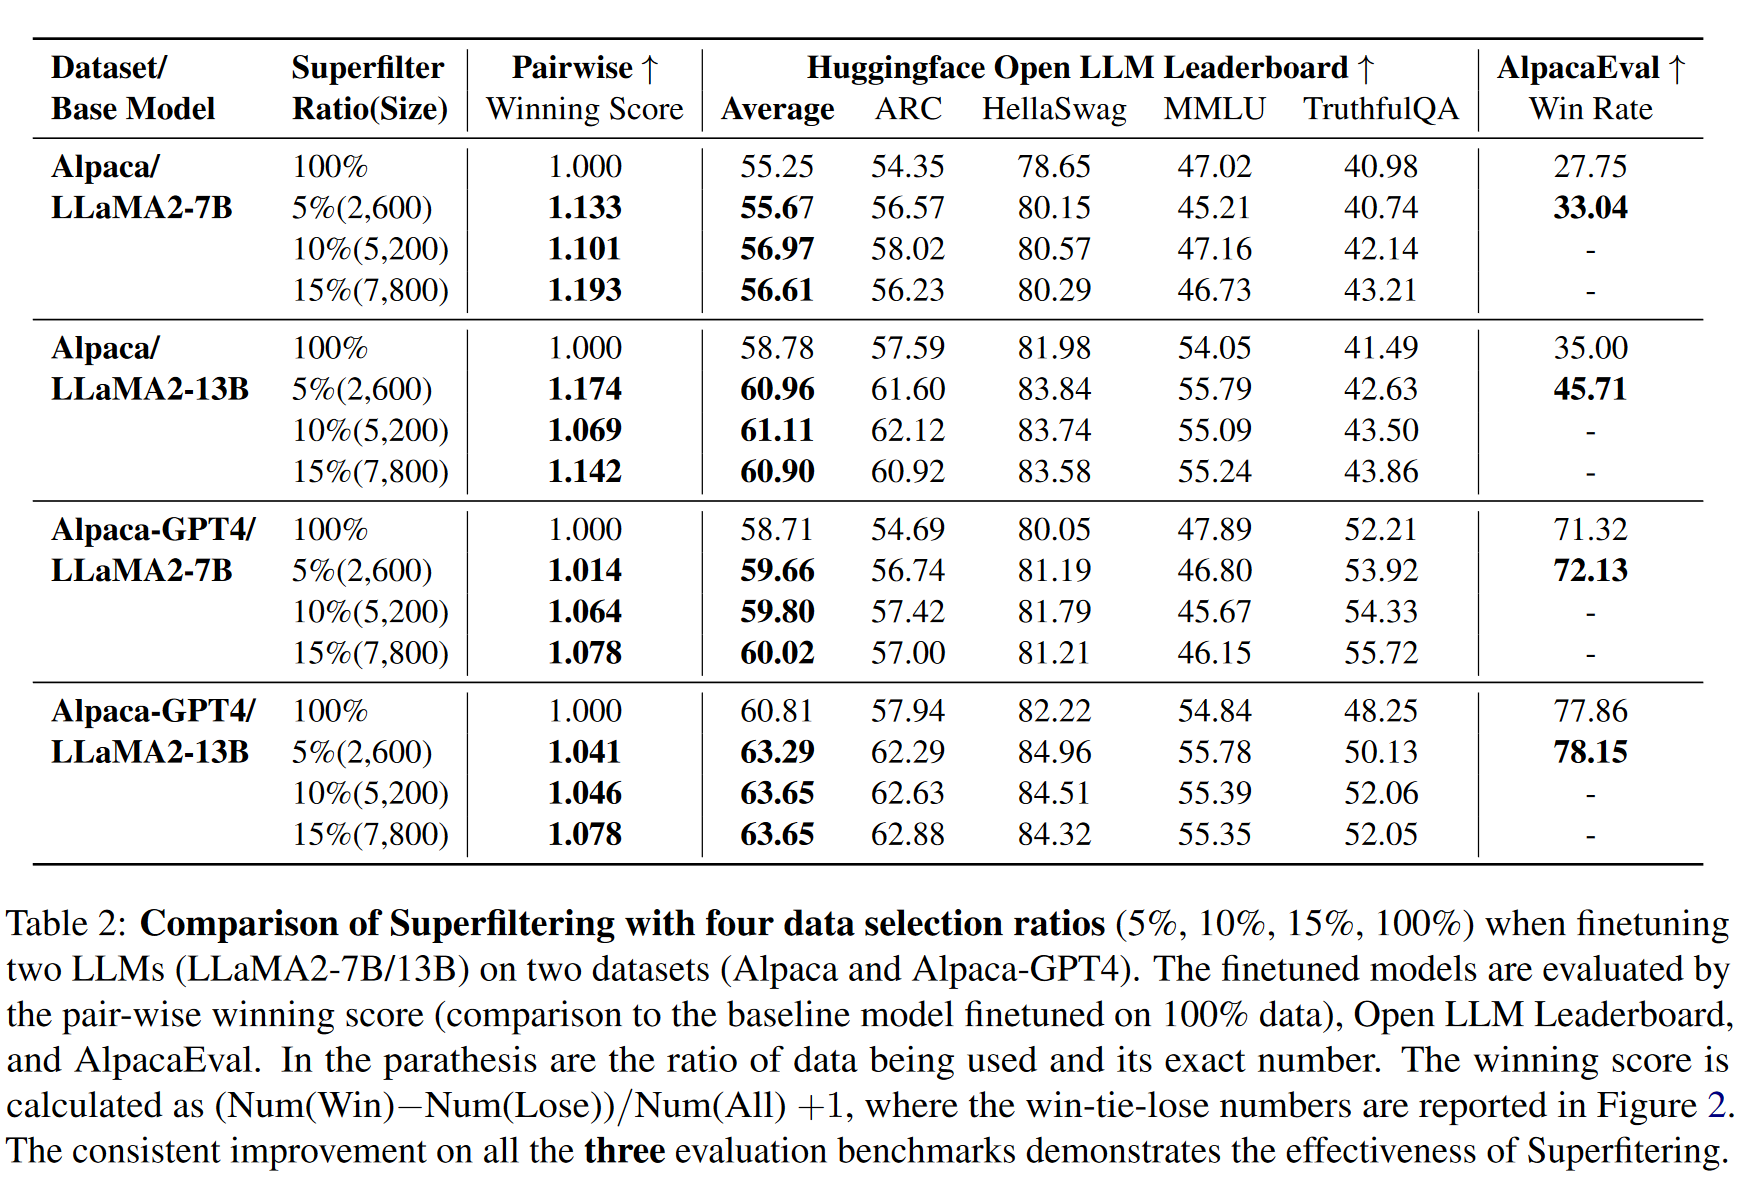 Dataset/ Superfilter Pairwise ↑ Huggingface Open LLM Leaderboard ↑ AlpacaEval ↑
Base Model Ratio(Size) Winning Score Average ARC HellaSwag MMLU TruthfulQA Win Rate
Alpaca/ 100% 1.000 55.25 54.35 78.65 47.02 40.98 27.75
LLaMA2-7B 5%(2,600) 1.133 55.67 56.57 80.15 45.21 40.74 33.04
10%(5,200) 1.101 56.97 58.02 80.57 47.16 42.14 -
15%(7,800) 1.193 56.61 56.23 80.29 46.73 43.21 -
Alpaca/ 100% 1.000 58.78 57.59 81.98 54.05 41.49 35.00
LLaMA2-13B 5%(2,600) 1.174 60.96 61.60 83.84 55.79 42.63 45.71
10%(5,200) 1.069 61.11 62.12 83.74 55.09 43.50 -
15%(7,800) 1.142 60.90 60.92 83.58 55.24 43.86 -
Alpaca-GPT4/ 100% 1.000 58.71 54.69 80.05 47.89 52.21 71.32
LLaMA2-7B 5%(2,600) 1.014 59.66 56.74 81.19 46.80 53.92 72.13
10%(5,200) 1.064 59.80 57.42 81.79 45.67 54.33 -
15%(7,800) 1.078 60.02 57.00 81.21 46.15 55.72 -
Alpaca-GPT4/ 100% 1.000 60.81 57.94 82.22 54.84 48.25 77.86
LLaMA2-13B 5%(2,600) 1.041 63.29 62.29 84.96 55.78 50.13 78.15
10%(5,200) 1.046 63.65 62.63 84.51 55.39 52.06 -
15%(7,800) 1.078 63.65 62.88 84.32 55.35 52.05 -
Table 2: Comparison of Superfiltering with four data selection ratios (5%, 10%, 15%, 100%) when finetuning
two LLMs (LLaMA2-7B/13B) on two datasets (Alpaca and Alpaca-GPT4). The finetuned models are evaluated by
the pair-wise winning score (comparison to the baseline model finetuned on 100% data), Open LLM Leaderboard,
and AlpacaEval. In the parathesis are the ratio of data being used and its exact number. The winning score is
calculated as (Num(Win)−Num(Lose))/Num(All) +1, where the win-tie-lose numbers are reported in Figure 2.
The consistent improvement on all the three evaluation benchmarks demonstrates the effectiveness of Superfitering.